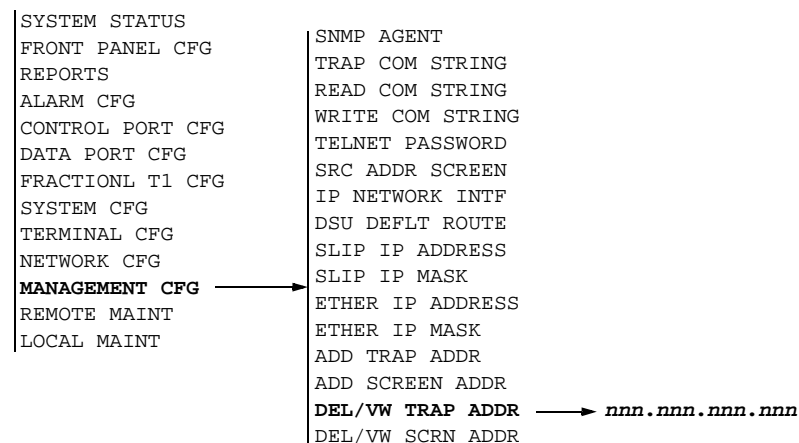 SYSTEM STATUS
FRONT PANEL CFG
REPORTS
ALARM CFG
CONTROL PORT CFG
DATA PORT CFG
FRACTIONL T1 CFG
SYSTEM CFG
TERMINAL CFG
NETWORK CFG
MANAGEMENT CFG
REMOTE MAINT
LOCAL MAINT
SNMP AGENT
TRAP COM STRING
READ COM STRING
WRITE COM STRING
TELNET PASSWORD
SRC ADDR SCREEN
IP NETWORK INTF
DSU DEFLT ROUTE
SLIP IP ADDRESS
SLIP IP MASK
ETHER IP ADDRESS
ETHER IP MASK
ADD TRAP ADDR
ADD SCREEN ADDR
DEL/VW TRAP ADDR
DEL/VW SCRN ADDR
nnn.nnn.nnn.nnn